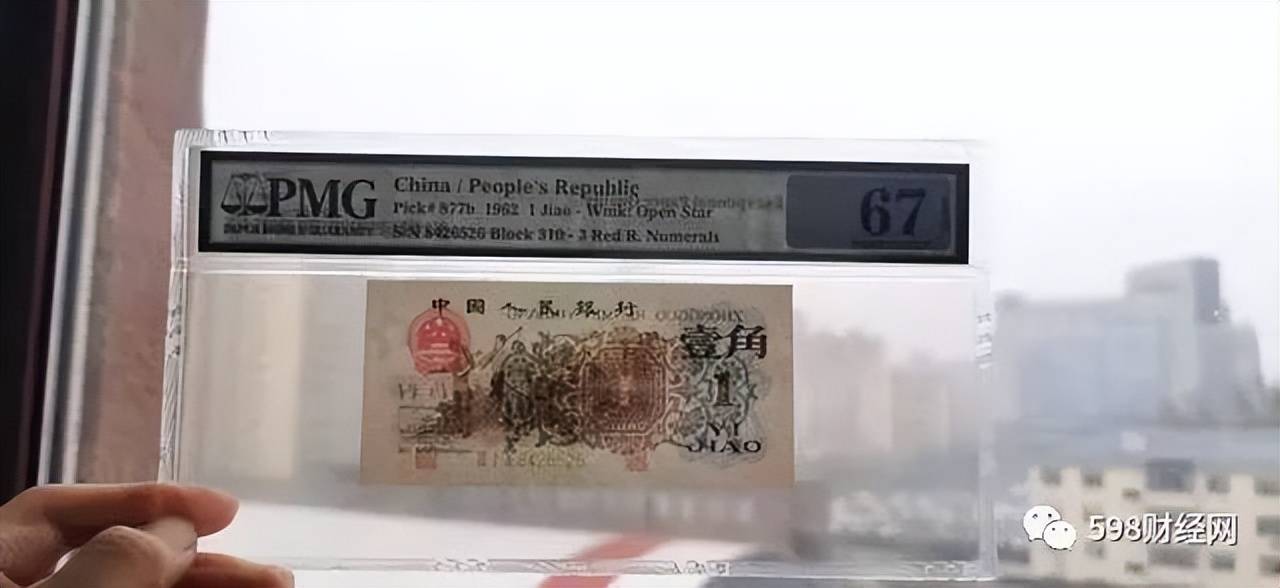 PMG
China / People's Republic
Pick# 877b 1962 1 Jiao - Wmk: Open Star
S/N 8426526 Block 310 - 3 Red R. Numerals
67
中国人民银行
壹角
1
YI
JIAO
598财经网